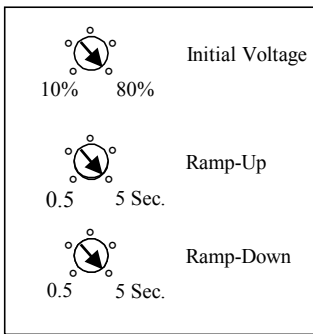 Initial Voltage
10% 80%
Ramp-Up
0.5 5 Sec.
Ramp-Down
0.5 5 Sec.